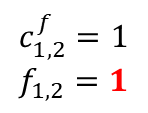 c^f_{1,2} = 1
f_{1,2} = 1